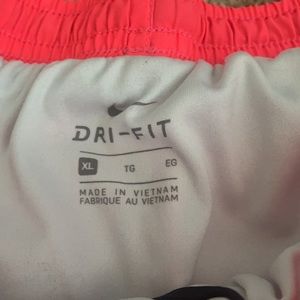 DRI-FIT
XL TG EG
MADE IN VIETNAM
FABRIQUE AU VIETNAM